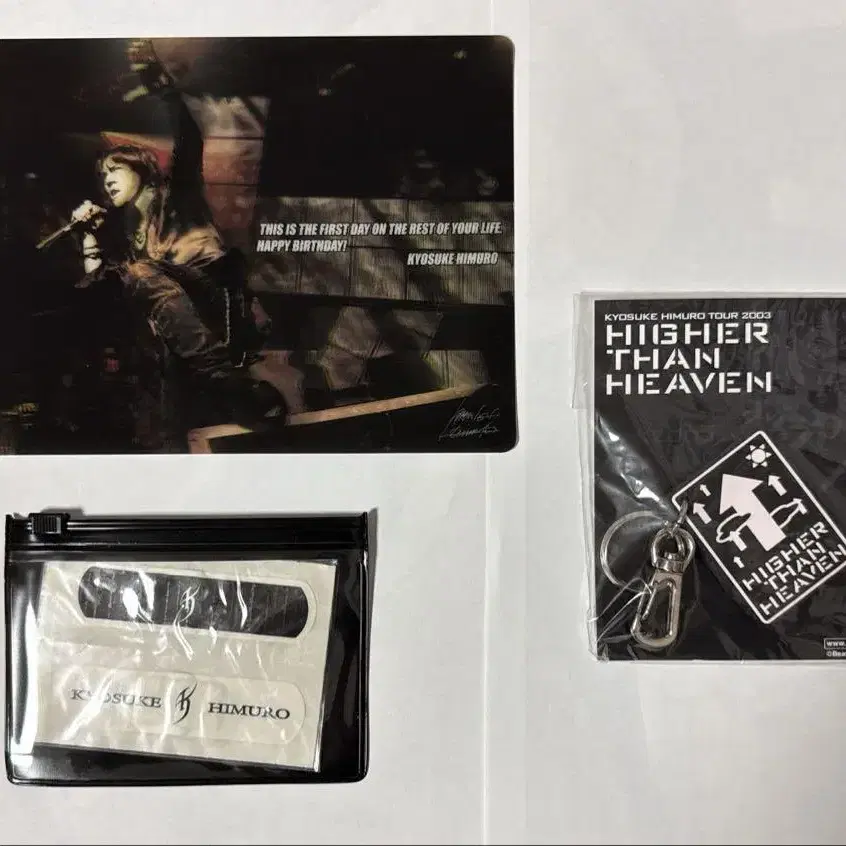 THIS IS THE FIRST DAY ON THE REST OF YOUR LIFE.
HAPPY BIRTHDAY!
KYOSUKE HIMURO
KYOSUKE HIMURO TOUR 2003
HIGHER
THAN
HEAVEN
HIGHER
THAN
HEAVEN
KYOSUKE HIMURO
www.